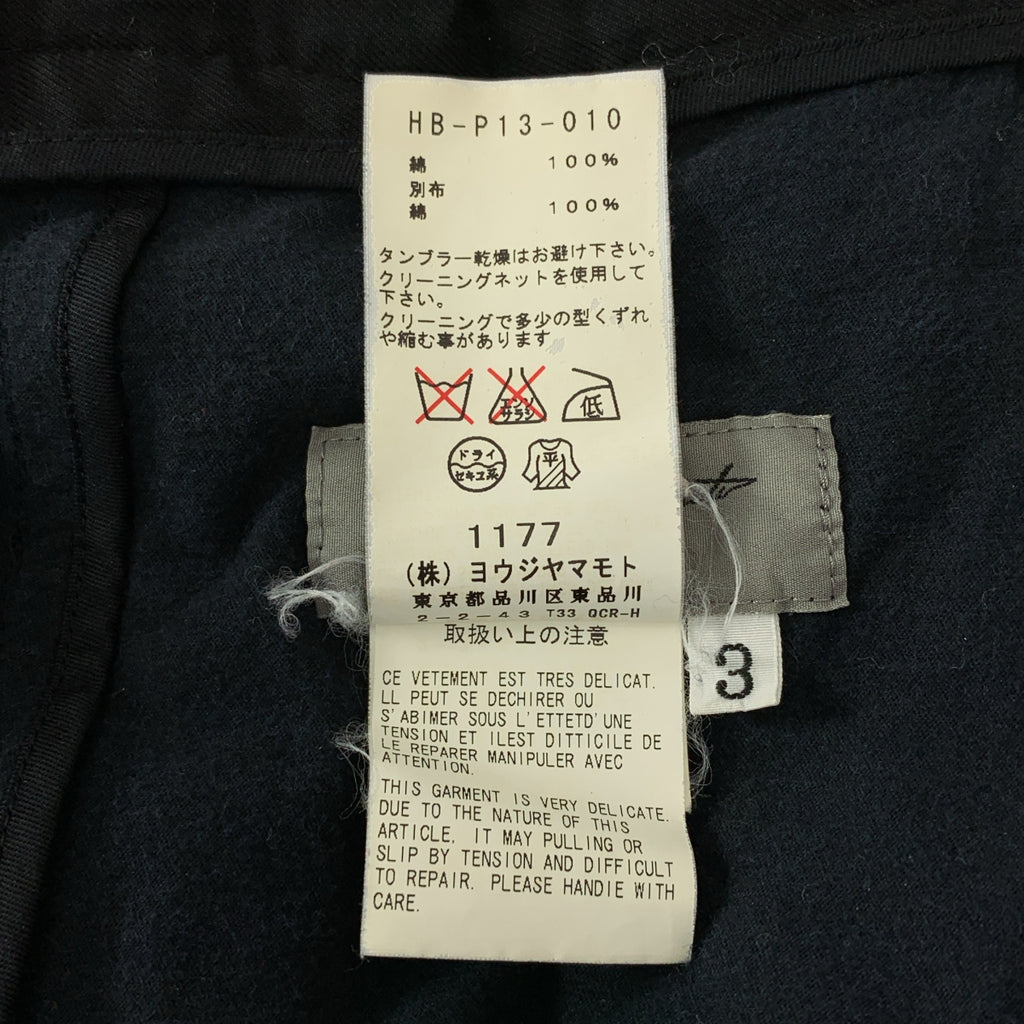 HB-P13-010
綿 100%
別布
綿 100%
タンブラー乾燥はお避け下さい。
クリーニングネットを使用して
下さい。
クリーニングで多少の型くずれ
や縮む事があります
エンソ
サラシ
低
ドライ
セキユ系
平
1177
(株) ヨウジヤマモト
東京都品川区東品川
2-2-43 T33 QCR-H
取扱い上の注意
3
CE VETEMENT EST TRES DELICAT.
LL PEUT SE DECHIRER OU
S'ABIMER SOUS L'ETTETD'UNE
TENSION ET ILEST DITTICILE DE
LE REPARER MANIPULER AVEC
ATTENTION.
THIS GARMENT IS VERY DELICATE.
DUE TO THE NATURE OF THIS
ARTICLE. IT MAY PULLING OR
SLIP BY TENSION AND DIFFICULT
TO REPAIR. PLEASE HANDIE WITH
CARE.